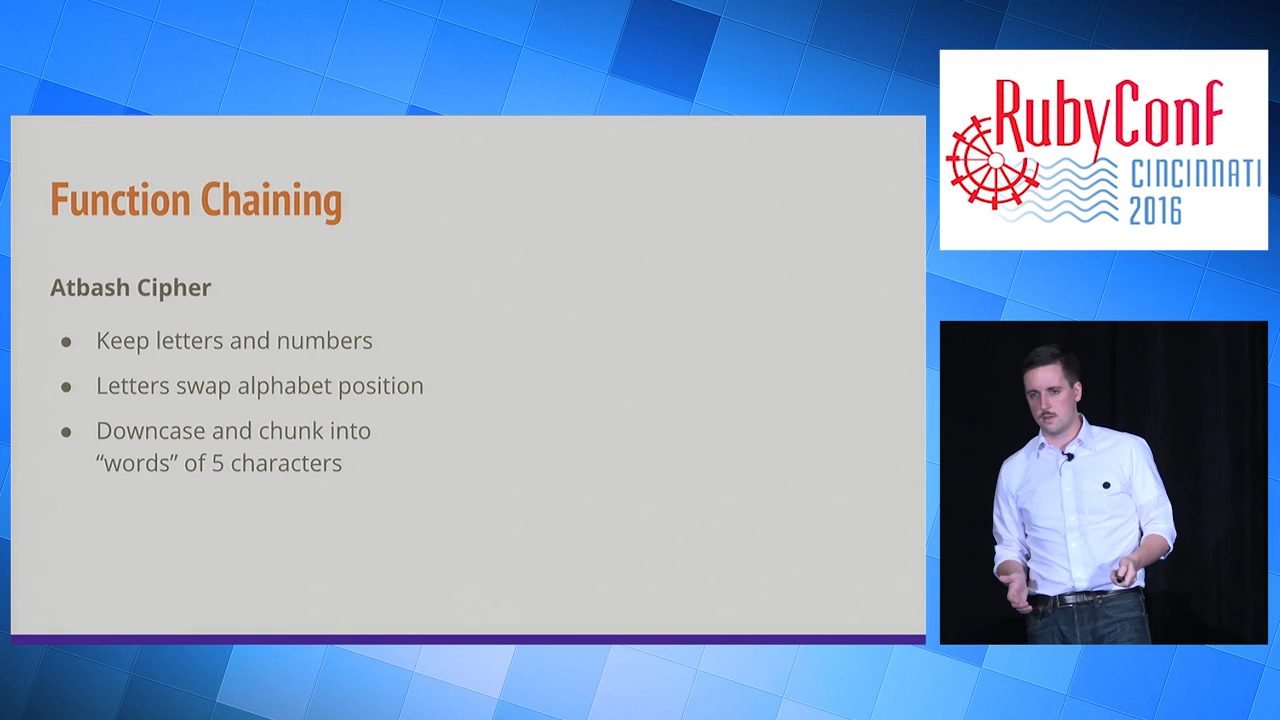 Function Chaining
Atbash Cipher
● Keep letters and numbers
● Letters swap alphabet position
● Downcase and chunk into
“words” of 5 characters
RubyConf
CINCINNATI
2016